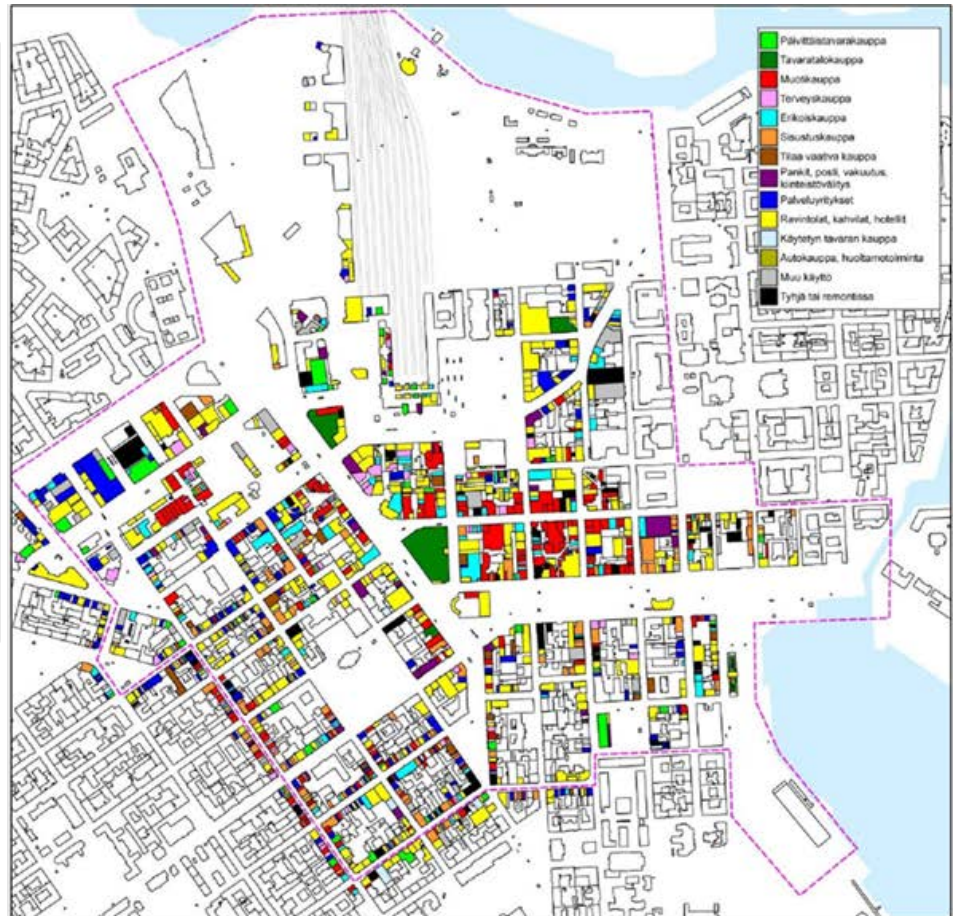 Päivittäistavarakauppa
Tavaratalokauppa
Muotikauppa
Terveyskauppa
Erikoiskauppa
Sisustuskauppa
Tilaa vaativa kauppa
Pankit, posti, vakuutus,
kiinteistövälitys
Palveluyritykset
Ravintolat, kahvilat, hotellit
Käytetyn tavaran kauppa
Autokauppa, huoltamotoiminta
Muu käyttö
Tyhjä tai remontissa